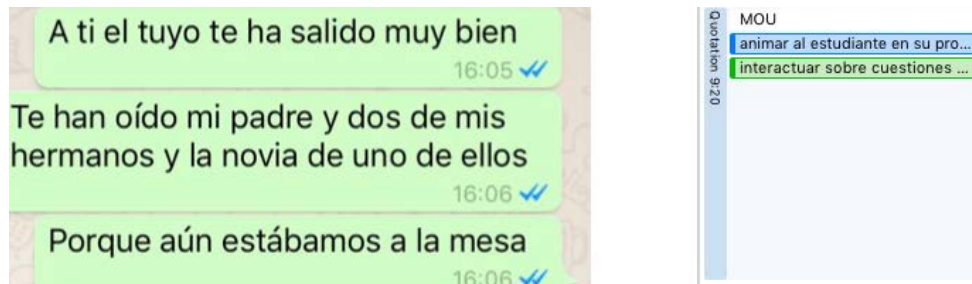 A ti el tuyo te ha salido muy bien
16:05
Te han oído mi padre y dos de mis
hermanos y la novia de uno de ellos
16:06
Porque aún estábamos a la mesa
16:06
Quotation 9:20
MOU
animar al estudiante en su pro...
interactuar sobre cuestiones ...